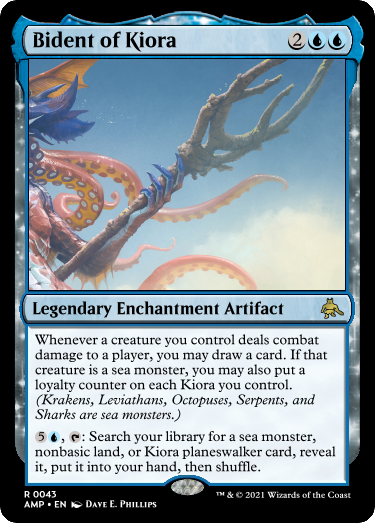 Bident of Kiora 2
Legendary Enchantment Artifact
Whenever a creature you control deals combat
damage to a player, you may draw a card. If that
creature is a sea monster, you may also put a
loyalty counter on each Kiora you control.
(Krakens, Leviathans, Octopuses, Serpents, and
Sharks are sea monsters.)
5, : Search your library for a sea monster,
nonbasic land, or Kiora planeswalker card, reveal
it, put it into your hand, then shuffle.
R 0043
AMP • EN DAVE E. PHILLIPS
™ & © 2021 Wizards of the Coast